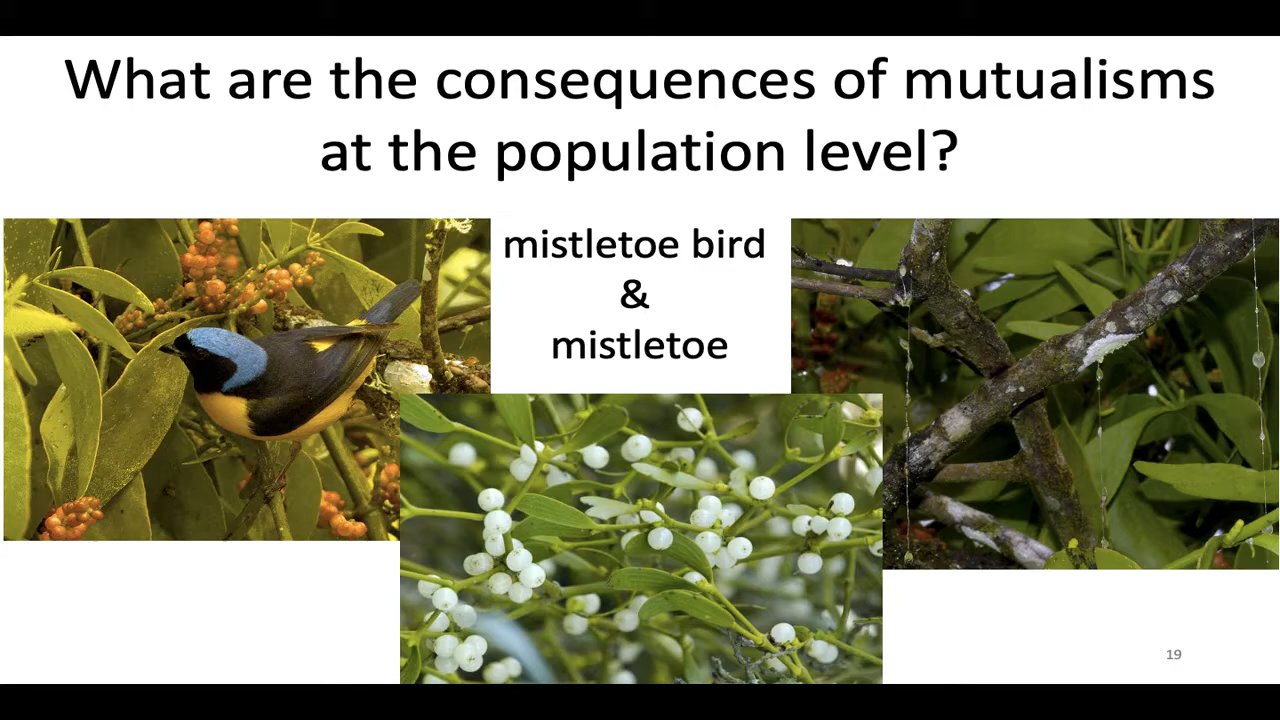 What are the consequences of mutualisms
at the population level?
mistletoe bird
&
mistletoe
19